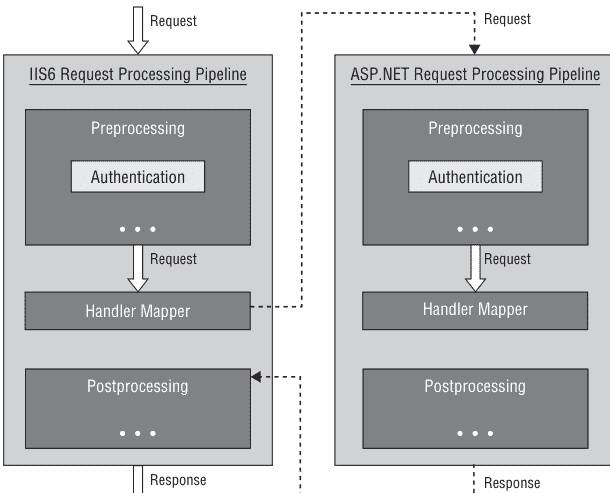 Request
Request
IIS6 Request Processing Pipeline
Preprocessing
Authentication
• • •
Request
Handler Mapper
Postprocessing
• • •
Response
ASP.NET Request Processing Pipeline
Preprocessing
Authentication
• • •
Request
Handler Mapper
Postprocessing
• • •
Response